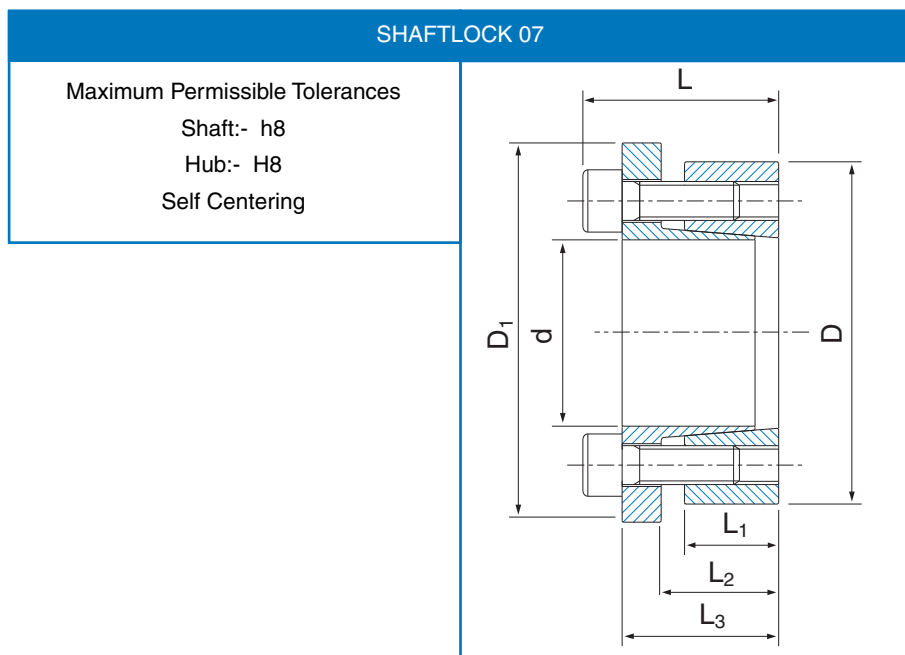 SHAFTLOCK 07
Maximum Permissible Tolerances
Shaft:- h8
Hub:- H8
Self Centering
L
D₁
d
D
L₁
L₂
L₃